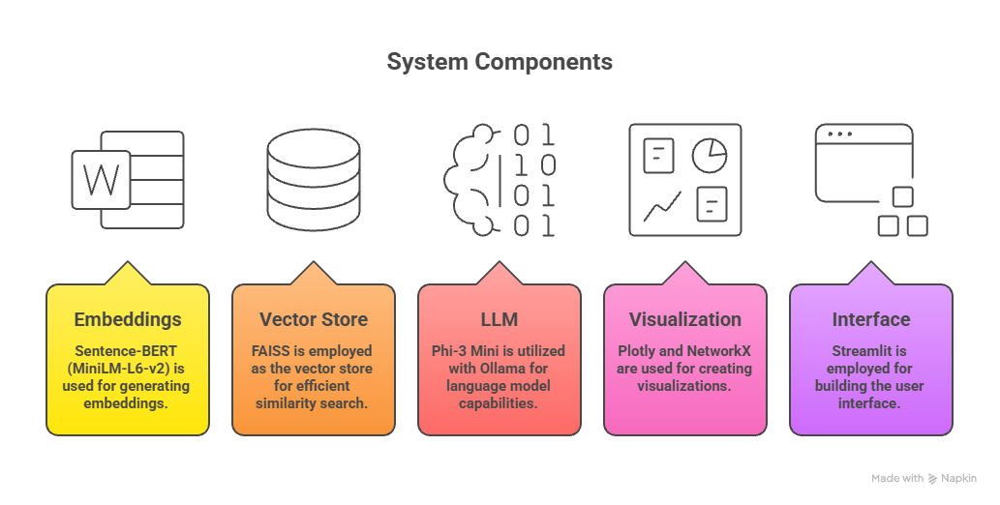 System Components
W
0 1
1 0
0 1
0 1
Embeddings
Sentence-BERT
(MiniLM-L6-v2) is
used for generating
embeddings.
Vector Store
FAISS is employed
as the vector store
for efficient
similarity search.
LLM
Phi-3 Mini is utilized
with Ollama for
language model
capabilities.
Visualization
Plotly and NetworkX
are used for creating
visualizations.
Interface
Streamlit is
employed for
building the user
interface.
Made with Napkin